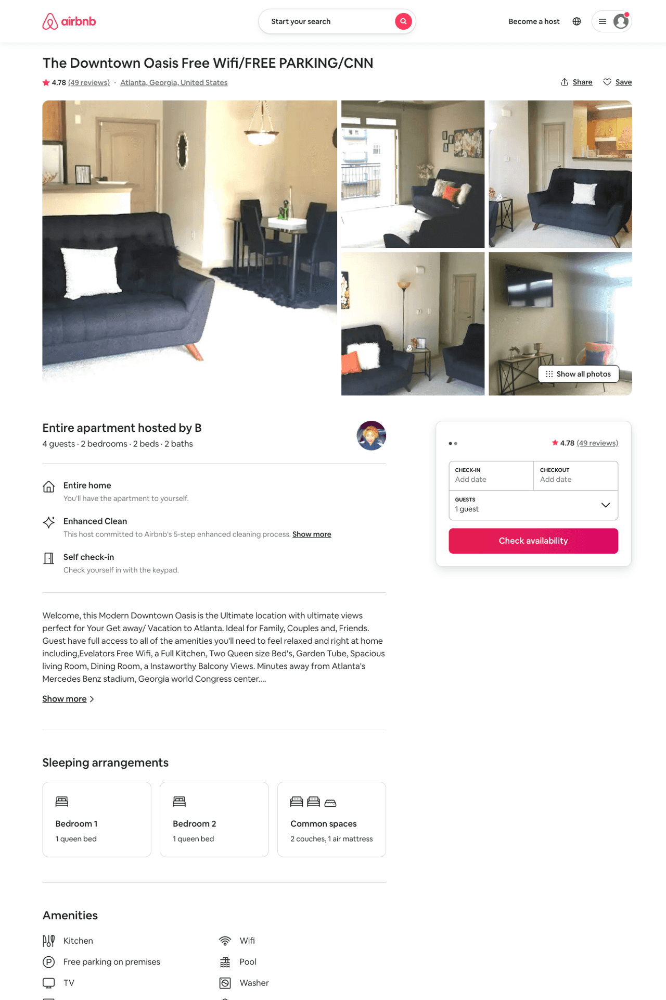 airbnb
Start your search
Become a host
The Downtown Oasis Free Wifi/FREE PARKING/CNN
4.78 (49 reviews) · Atlanta, Georgia, United States
Share
Save
Show all photos
Entire apartment hosted by B
4 guests · 2 bedrooms · 2 beds · 2 baths
Entire home
You'll have the apartment to yourself.
Enhanced Clean
This host committed to Airbnb's 5-step enhanced cleaning process. Show more
Self check-in
Check yourself in with the keypad.
4.78 (49 reviews)
CHECK-IN
Add date
CHECKOUT
Add date
GUESTS
1 guest
Check availability
Welcome, this Modern Downtown Oasis is the Ultimate location with ultimate views
perfect for Your Get away/ Vacation to Atlanta. Ideal for Family, Couples and, Friends.
Guest have full access to all of the amenities you'll need to feel relaxed and right at home
including,Evelators Free Wifi, a Full Kitchen, Two Queen size Bed's, Garden Tube, Spacious
living Room, Dining Room, a Instaworthy Balcony Views. Minutes away from Atlanta's
Mercedes Benz stadium, Georgia world Congress center....
Show more
Sleeping arrangements
Bedroom 1
1 queen bed
Bedroom 2
1 queen bed
Common spaces
2 couches, 1 air mattress
Amenities
Kitchen
Wifi
Free parking on premises
Pool
TV
Washer